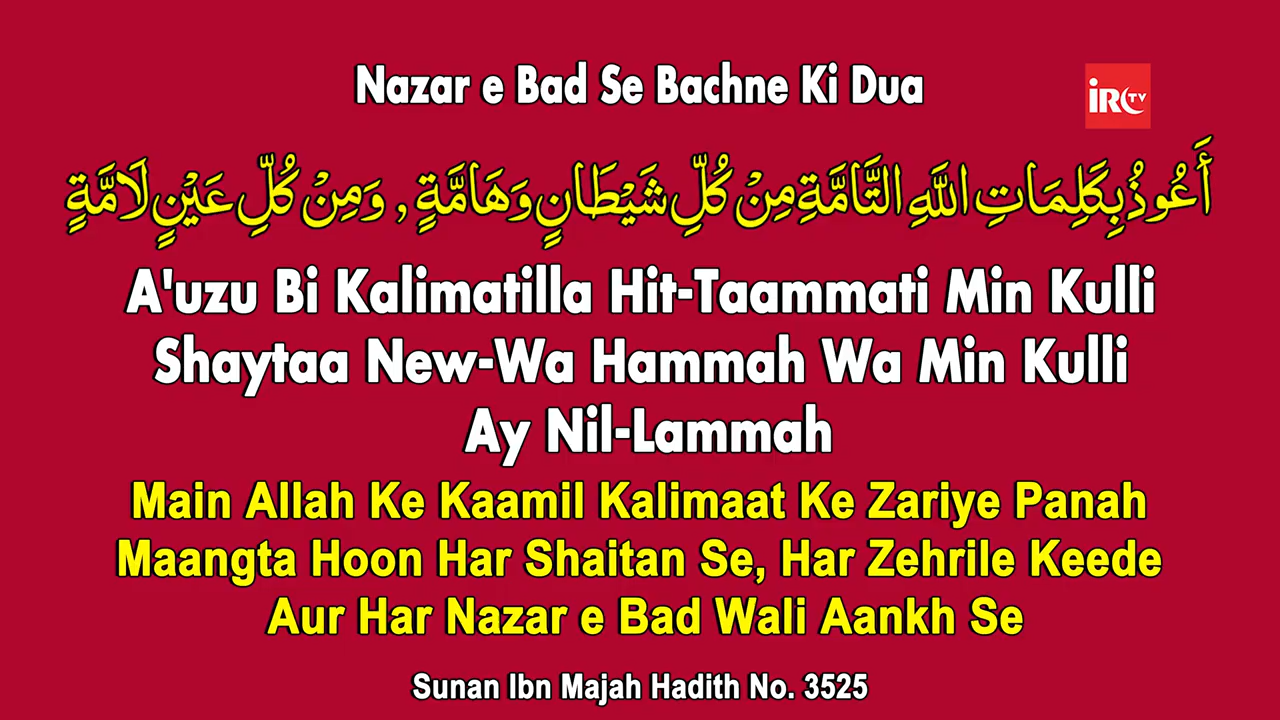 Nazar e Bad Se Bachne Ki Dua
iRC TV
أَعُوذُ بِكَلِمَاتِ اللَّهِ التَّامَّةِ مِنْ كُلِّ شَيْطَانٍ وَهَامَّةٍ , وَمِنْ كُلِّ عَيْنٍ لَامَّةٍ
A'uzu Bi Kalimatilla Hit-Taammati Min Kulli
Shaytaa New-Wa Hammah Wa Min Kulli
Ay Nil-Lammah
Main Allah Ke Kaamil Kalimaat Ke Zariye Panah
Maangta Hoon Har Shaitan Se, Har Zehrile Keede
Aur Har Nazar e Bad Wali Aankh Se
Sunan Ibn Majah Hadith No. 3525